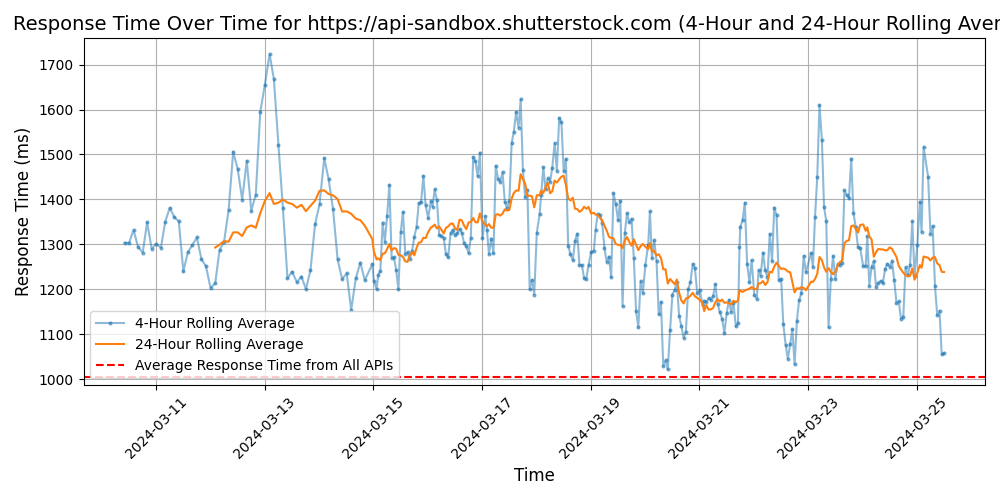 Response Time Over Time for https://api-sandbox.shutterstock.com (4-Hour and 24-Hour Rolling Aver
Response Time (ms)
1700
1600
1500
1400
1300
1200
1100
1000
4-Hour Rolling Average
24-Hour Rolling Average
Average Response Time from All APIs
2024-03-11
2024-03-13
2024-03-15
2024-03-17
2024-03-19
2024-03-21
2024-03-23
2024-03-25
Time